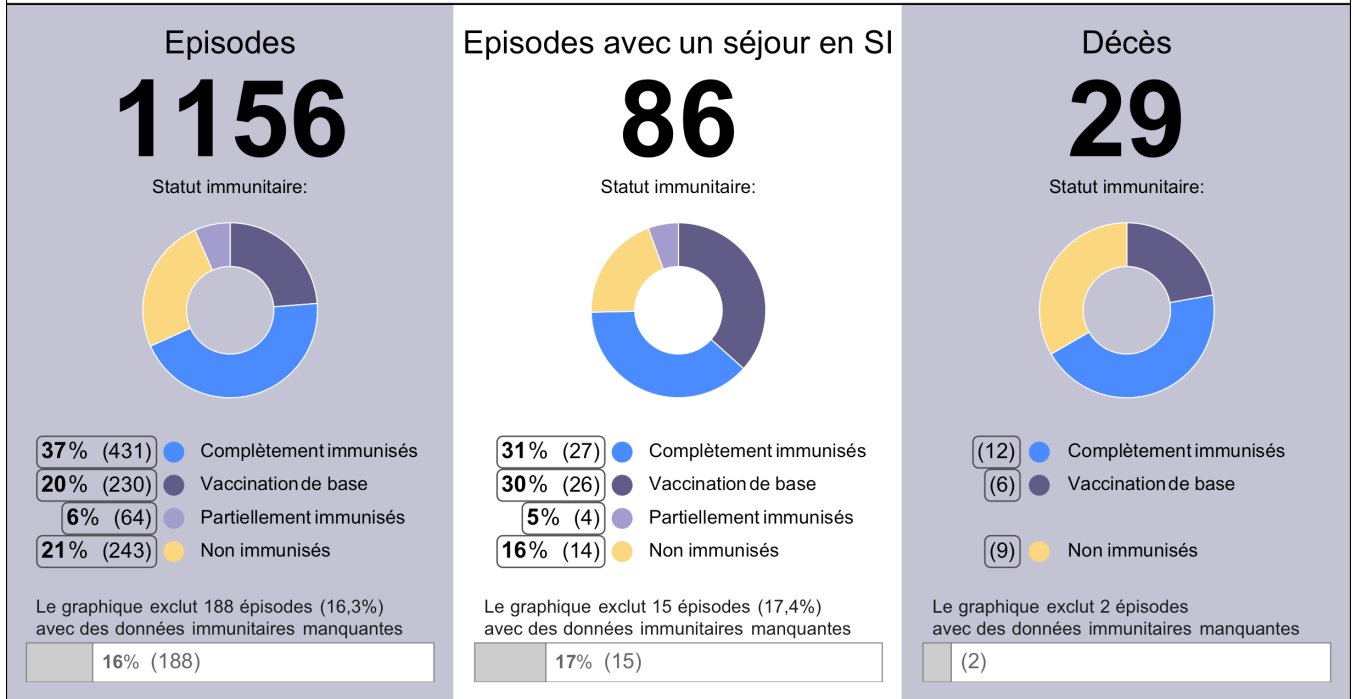 Episodes
1156
Statut immunitaire:
37% (431) Complètement immunisés
20% (230) Vaccination de base
6% (64) Partiellement immunisés
21% (243) Non immunisés
Le graphique exclut 188 épisodes (16,3%)
avec des données immunitaires manquantes
16% (188)
Episodes avec un séjour en SI
86
Statut immunitaire:
31% (27) Complètement immunisés
30% (26) Vaccination de base
5% (4) Partiellement immunisés
16% (14) Non immunisés
Le graphique exclut 15 épisodes (17,4%)
avec des données immunitaires manquantes
17% (15)
Décès
29
Statut immunitaire:
(12) Complètement immunisés
(6) Vaccination de base
(9) Non immunisés
Le graphique exclut 2 épisodes
avec des données immunitaires manquantes
(2)